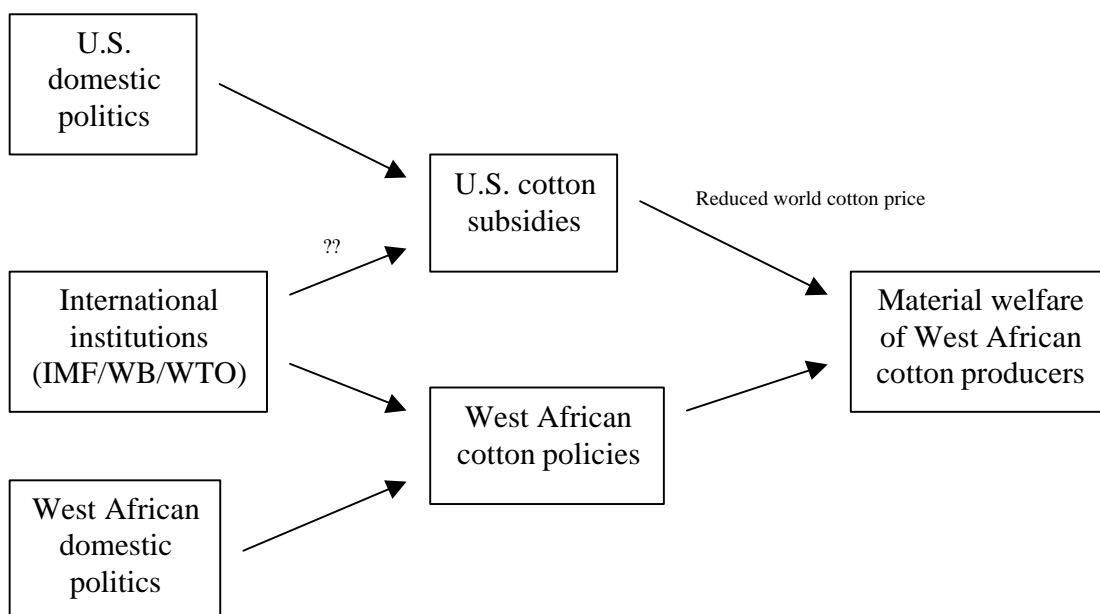 U.S.
domestic
politics
U.S. cotton
subsidies
Reduced world cotton price
??
International
institutions
(IMF/WB/WTO)
Material welfare
of West African
cotton producers
West African
cotton policies
West African
domestic
politics